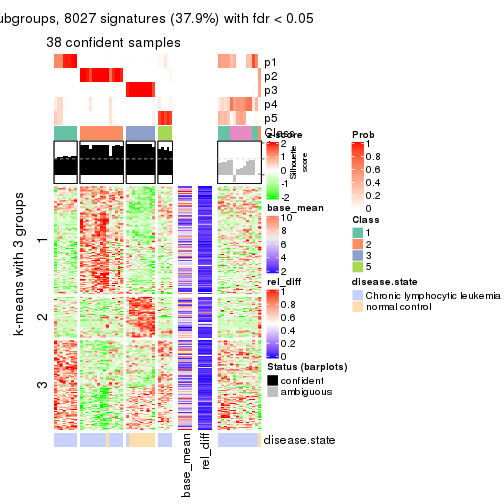 ubgroups, 8027 signatures (37.9%) with fdr < 0.05
38 confident samples
p1
p2
p3
p4
p5
Class
k-means with 3 groups
1
2
3
base_mean
rel_diff
disease.state
z-score
2
1
0
-1
-2
Silhouette
score
base_mean
10
8
6
4
2
rel_diff
1
0.8
0.6
0.4
0.2
0
Status (barplots)
confident
ambiguous
Prob
1
0.8
0.6
0.4
0.2
0
Class
1
2
3
5
disease.state
Chronic lymphocytic leukemia
normal control